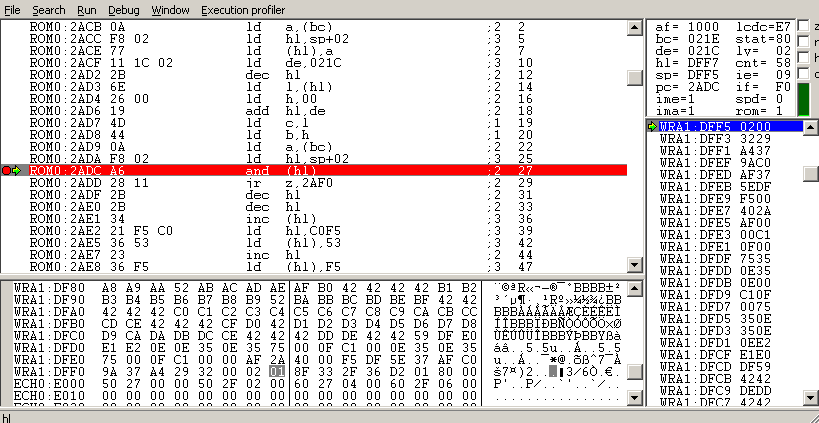 File Search Run Debug Window Execution profiler
ROM0:2ACB 0A ld a,(bc) ;2 2
ROM0:2ACC F8 02 ld hl,sp+02 ;3 5
ROM0:2ACE 77 ld (hl),a ;2 7
ROM0:2ACF 11 1C 02 ld de,021C ;3 10
ROM0:2AD2 2B dec hl ;2 12
ROM0:2AD3 6E ld l,(hl) ;2 14
ROM0:2AD4 26 00 ld h,00 ;2 16
ROM0:2AD6 19 add hl,de ;2 18
ROM0:2AD7 4D ld c,l ;1 19
ROM0:2AD8 44 ld b,h ;1 20
ROM0:2AD9 0A ld a,(bc) ;2 22
ROM0:2ADA F8 02 ld hl,sp+02 ;3 25
ROM0:2ADC A6 and (hl) ;2 27
ROM0:2ADD 28 11 jr z,2AF0 ;2 29
ROM0:2ADF 2B dec hl ;2 31
ROM0:2AE0 2B dec hl ;2 33
ROM0:2AE1 34 inc (hl) ;3 36
ROM0:2AE2 21 F5 C0 ld hl,C0F5 ;3 39
ROM0:2AE5 36 53 ld (hl),53 ;3 42
ROM0:2AE7 23 inc hl ;2 44
ROM0:2AE8 36 F5 ld (hl),F5 ;3 47
af= 1000 lcdc=E7
bc= 021E stat=80
de= 021C ly= 02
hl= DFF7 cnt= 58
sp= DFF5 ie= 09
pc= 2ADC if= F0
ime=1 spd= 0
ima=1 rom= 1
WRA1:DFF5 0200
WRA1:DFF3 3229
WRA1:DFF1 A437
WRA1:DFEF 9AC0
WRA1:DFED AF37
WRA1:DFEB 5EDF
WRA1:DFE9 F500
WRA1:DFE7 402A
WRA1:DFE5 AF00
WRA1:DFE3 00C1
WRA1:DFE1 0F00
WRA1:DFDF 7535
WRA1:DFDD 0E35
WRA1:DFDB 0E00
WRA1:DFD9 C10F
WRA1:DFD7 0075
WRA1:DFD5 350E
WRA1:DFD3 350E
WRA1:DFD1 0EE2
WRA1:DFCF E1E0
WRA1:DFCD DF59
WRA1:DFCB 4242
WRA1:DFC9 DEDD
WRA1:DFC7 4242
WRA1:DF80 A8 A9 AA 52 AB AC AD AE AF B0 42 42 42 42 B1 B2
WRA1:DF90 B3 B4 B5 B6 B7 B8 B9 52 BA BB BC BD BE BF 42 42
WRA1:DFA0 42 42 42 C0 C1 C2 C3 C4 C5 C6 C7 C8 C9 CA CB CC
WRA1:DFB0 CD CE 42 42 42 CF D0 42 D1 D2 D3 D4 D5 D6 D7 D8
WRA1:DFC0 D9 CA DA DB DC CE 42 42 42 DD DE 42 42 59 DF E0
WRA1:DFD0 E1 E2 0E 0E 35 0E 35 75 00 0F C1 00 0E 35 0E 35
WRA1:DFE0 75 00 0F C1 00 00 AF 2A 40 00 F5 DF 5E 37 AF C0
WRA1:DFF0 9A 37 A4 29 32 00 02 01 8F 33 2F 36 D2 01 80 00
ECH0:E000 50 27 00 00 50 2F 02 00 60 27 04 00 60 2F 06 00
ECH0:E010 00 00 00 00 00 00 00 00 00 00 00 00 00 00 00 00
hl